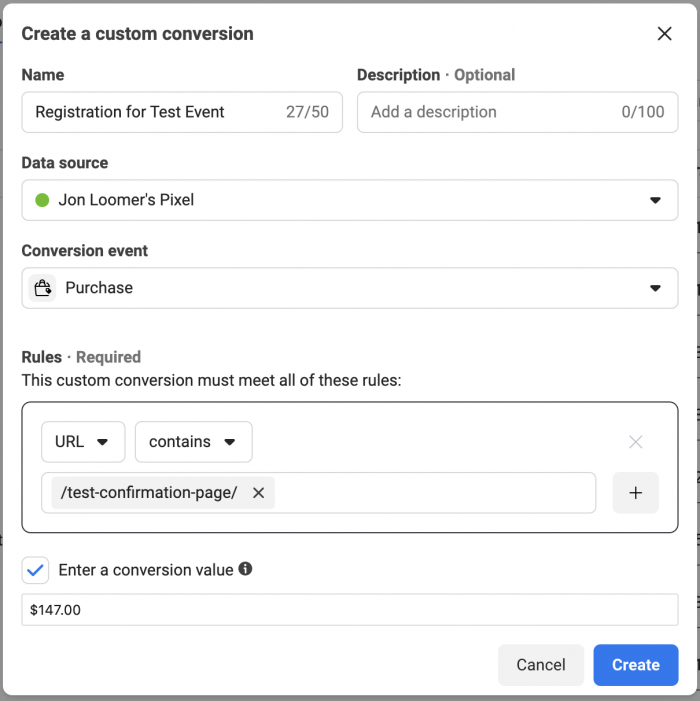 Create a custom conversion
Name
Description · Optional
Registration for Test Event 27/50
Add a description 0/100
Data source
Jon Loomer's Pixel
Conversion event
Purchase
Rules · Required
This custom conversion must meet all of these rules:
URL contains
/test-confirmation-page/
Enter a conversion value
$147.00
Cancel Create